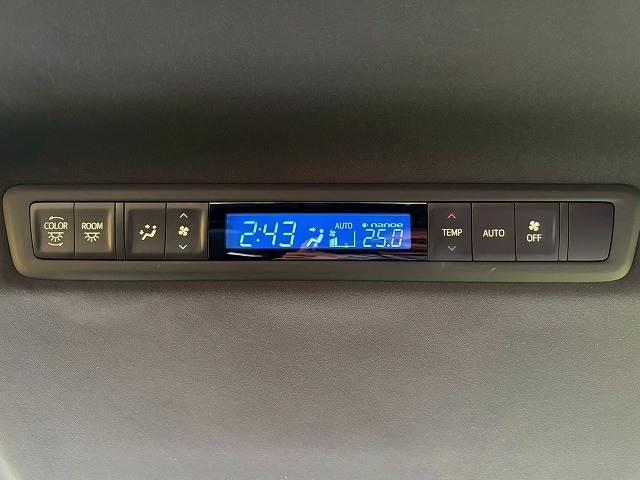 COLOR
ROOM
2:43
AUTO
nanoe
25.0
TEMP
AUTO
OFF